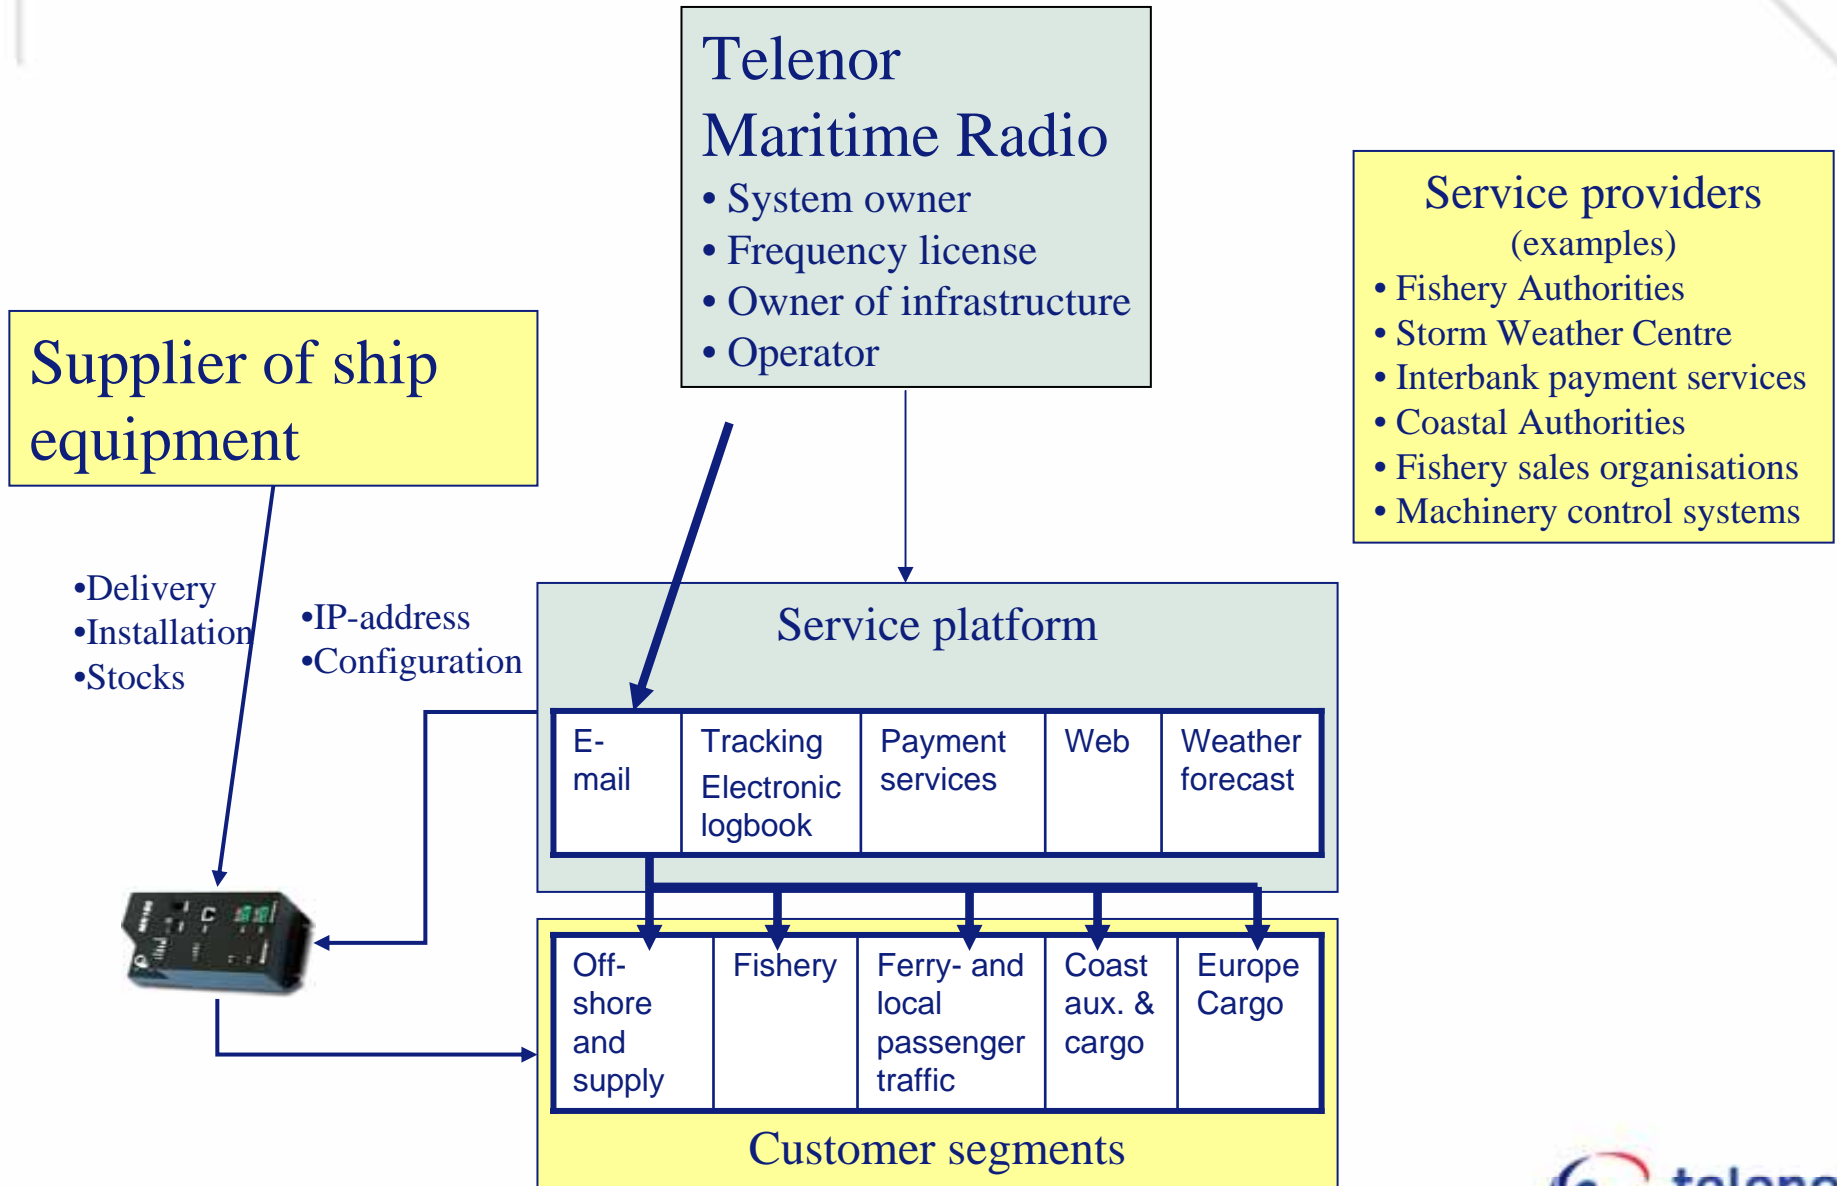 Telenor
Maritime Radio
• System owner
• Frequency license
• Owner of infrastructure
• Operator
Service providers
(examples)
• Fishery Authorities
• Storm Weather Centre
• Interbank payment services
• Coastal Authorities
• Fishery sales organisations
• Machinery control systems
Supplier of ship
equipment
•Delivery
•Installation
•Stocks
•IP-address
•Configuration
Service platform
E-
mail
Tracking
Electronic
logbook
Payment
services
Web
Weather
forecast
Off-
shore
and
supply
Fishery
Ferry- and
local
passenger
traffic
Coast
aux. &
cargo
Europe
Cargo
Customer segments